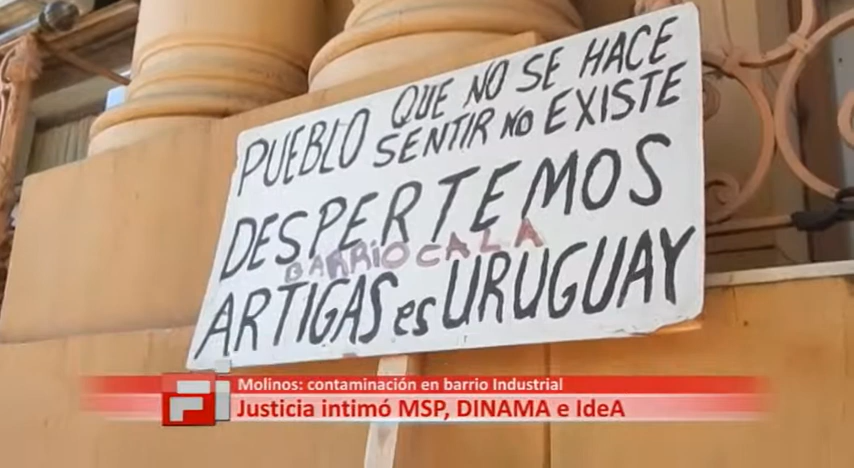 PUEBLO QUE NO SE HACE
SENTIR NO EXISTE
DESPERTEMOS
BARRIO CALA
ARTIGAS es URUGUAY
Molinos: contaminación en barrio Industrial
Justicia intimó MSP, DINAMA e IdeA